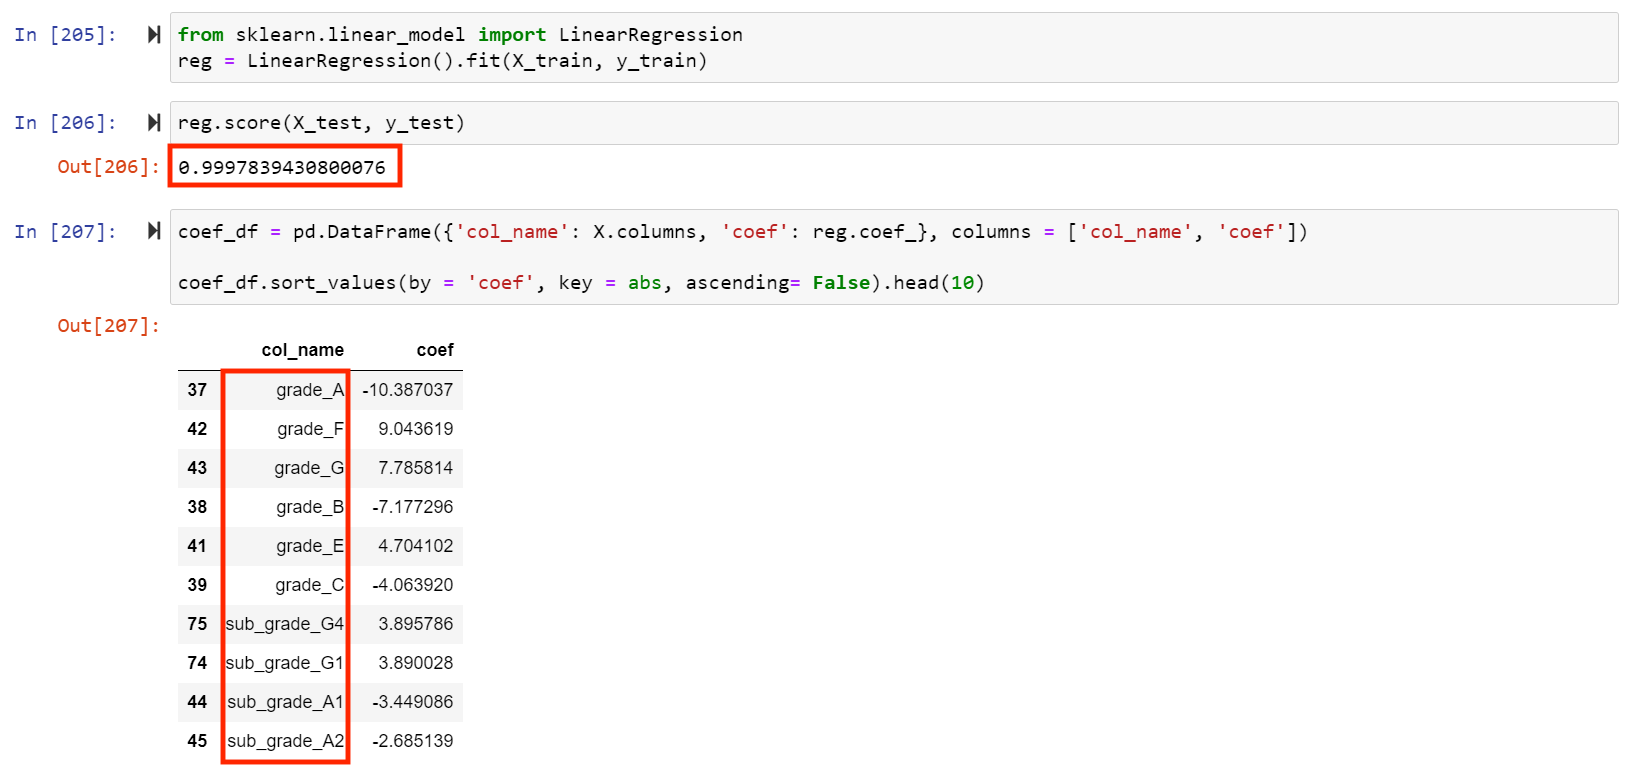 In [205]: from sklearn.linear_model import LinearRegression
reg = LinearRegression().fit(X_train, y_train)
In [206]: reg.score(X_test, y_test)
Out[206]: 0.9997839430800076
In [207]: coef_df = pd.DataFrame({'col_name': X.columns, 'coef': reg.coef_}, columns = ['col_name', 'coef'])
coef_df.sort_values(by = 'coef', key = abs, ascending= False).head(10)
Out[207]:
col_name coef
37 grade_A -10.387037
42 grade_F 9.043619
43 grade_G 7.785814
38 grade_B -7.177296
41 grade_E 4.704102
39 grade_C -4.063920
75 sub_grade_G4 3.895786
74 sub_grade_G1 3.890028
44 sub_grade_A1 -3.449086
45 sub_grade_A2 -2.685139